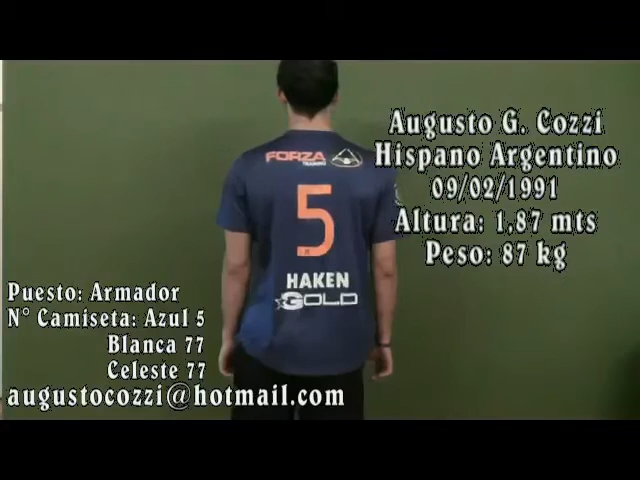 Augusto G. Cozzi
Hispano Argentino
09/02/1991
Altura: 1,87 mts
Peso: 87 kg
FORZA
TRAINING
5
HAKEN
GOLD
Puesto: Armador
N° Camiseta: Azul 5
Blanca 77
Celeste 77
augustocozzi@hotmail.com